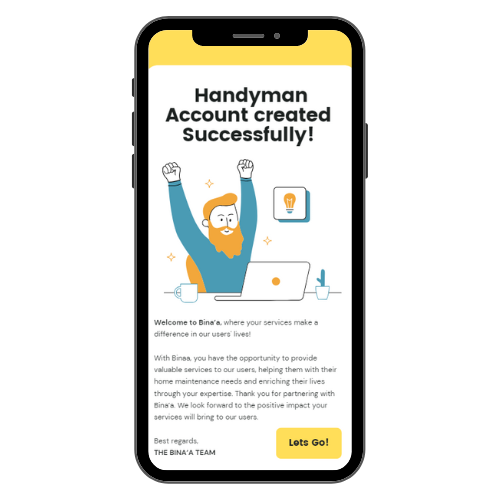 Handyman
Account created
Successfully!
Welcome to Bina'a, where your services make a
difference in our users' lives!
With Binaa, you have the opportunity to provide
valuable services to our users, helping them with their
home maintenance needs and enriching their lives
through your expertise. Thank you for partnering with
Bina'a. We look forward to the positive impact your
services will bring to our users.
Best regards,
THE BINA'A TEAM
Lets Go!